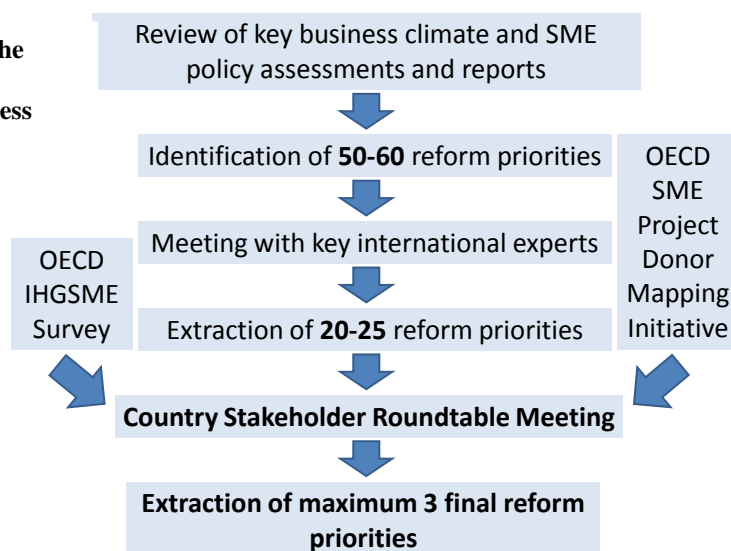 he
ess
Review of key business climate and SME
policy assessments and reports
Identification of 50-60 reform priorities
Meeting with key international experts
Extraction of 20-25 reform priorities
OECD
IHGSME
Survey
OECD
SME
Project
Donor
Mapping
Initiative
Country Stakeholder Roundtable Meeting
Extraction of maximum 3 final reform
priorities